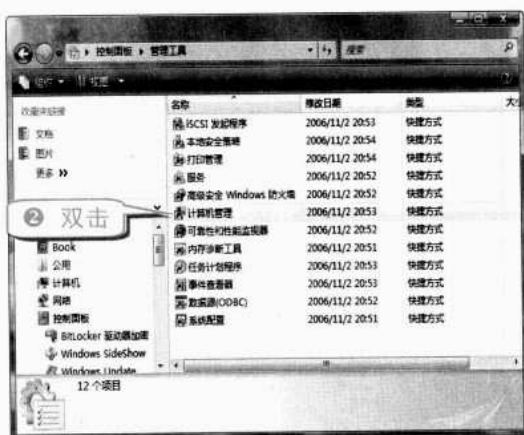 控制面板 ▸ 管理工具
搜索
组织 视图
收藏夹链接
文档
图片
更多 »
Book
公用
计算机
网络
控制面板
BitLocker 驱动器加密
Windows SideShow
Windows Update
❷ 双击
名称 修改日期 类型 大
iSCSI 发起程序 2006/11/2 20:53 快捷方式
本地安全策略 2006/11/2 20:54 快捷方式
打印管理 2006/11/2 20:54 快捷方式
服务 2006/11/2 20:52 快捷方式
高级安全 Windows 防火墙 2006/11/2 20:52 快捷方式
计算机管理 2006/11/2 20:53 快捷方式
可靠性和性能监视器 2006/11/2 20:52 快捷方式
内存诊断工具 2006/11/2 20:51 快捷方式
任务计划程序 2006/11/2 20:53 快捷方式
事件查看器 2006/11/2 20:53 快捷方式
数据源(ODBC) 2006/11/2 20:52 快捷方式
系统配置 2006/11/2 20:51 快捷方式
12 个项目